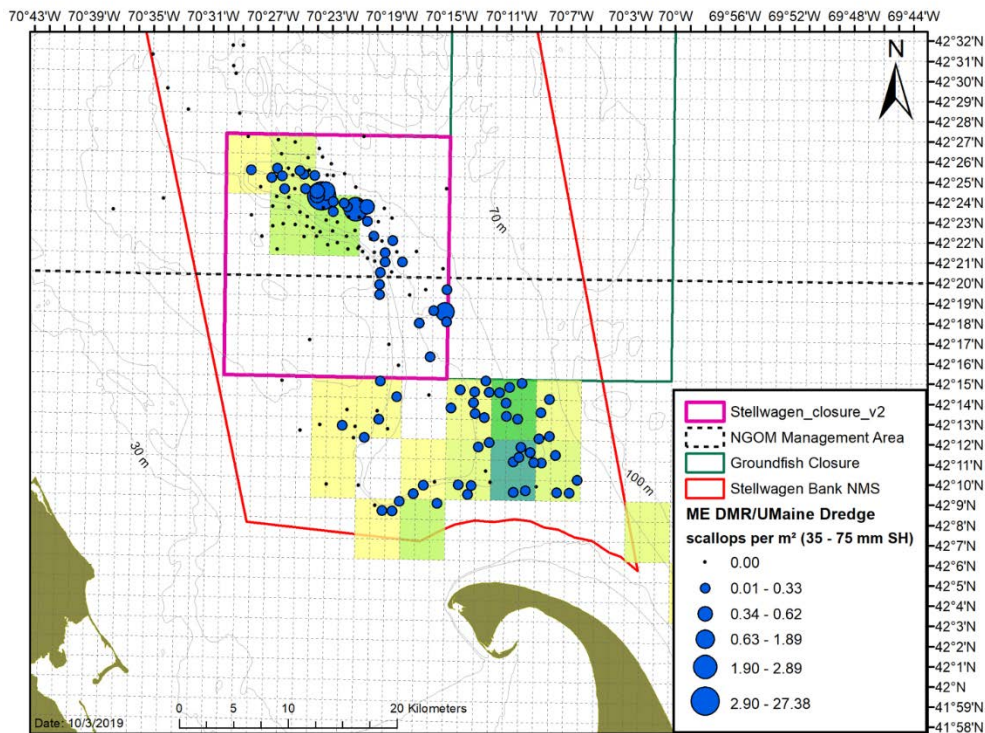 70°43'W 70°35'W 70°31'W 70°27'W 70°23'W 70°19'W 70°15'W 70°11'W 70°7'W 70°3'W 69°56'W 69°52'W 69°48'W 69°44'W
N
42°32'N
42°30'N
42°29'N
42°28'N
42°27'N
42°26'N
42°25'N
42°24'N
42°23'N
42°22'N
42°21'N
42°20'N
42°19'N
42°18'N
42°17'N
42°16'N
42°15'N
42°14'N
42°13'N
42°12'N
42°11'N
42°10'N
42°9'N
42°8'N
42°7'N
42°6'N
42°5'N
42°4'N
42°3'N
42°2'N
42°1'N
42°N
41°59'N
41°58'N
70 m
30 m
100 m
Stellwagen_closure_v2
NGOM Management Area
Groundfish Closure
Stellwagen Bank NMS
ME DMR/UMaine Dredge
scallops per m² (35 - 75 mm SH)
0.00
0.01 - 0.33
0.34 - 0.62
0.63 - 1.89
1.90 - 2.89
2.90 - 27.38
Date: 10/3/2019
0 5 10 20 Kilometers